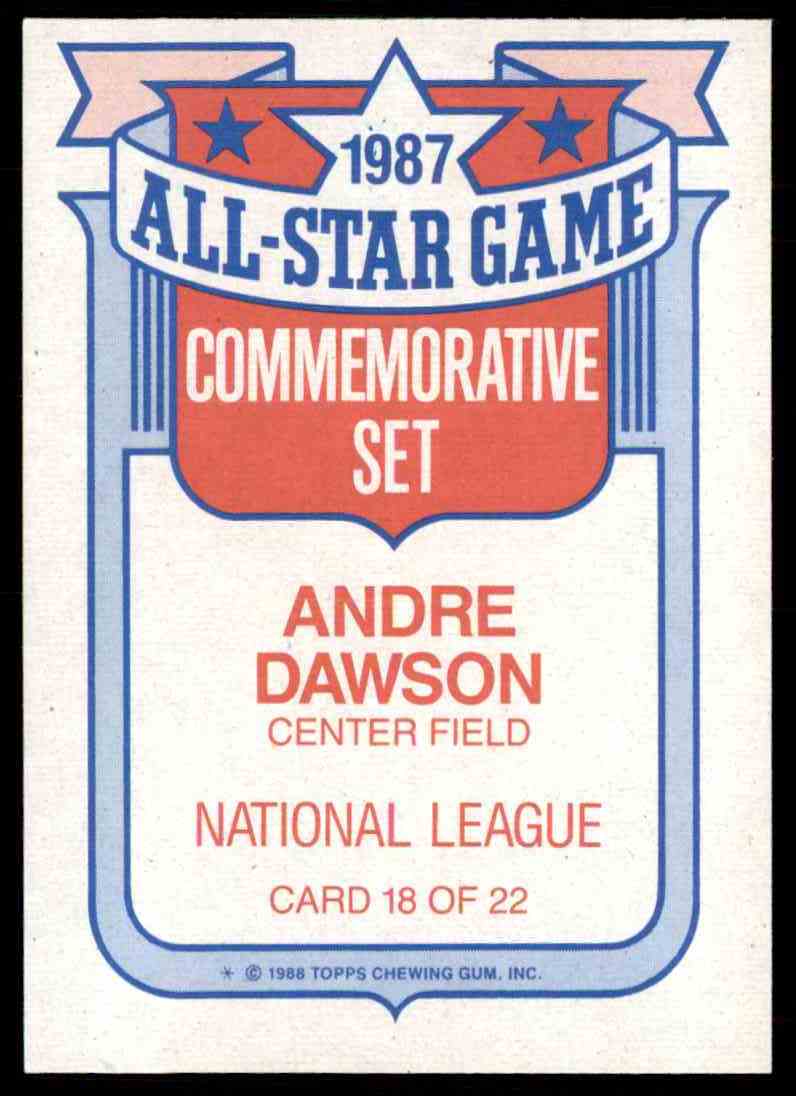 1987
ALL-STAR GAME
COMMEMORATIVE
SET
ANDRE
DAWSON
CENTER FIELD
NATIONAL LEAGUE
CARD 18 OF 22
* © 1988 TOPPS CHEWING GUM, INC.